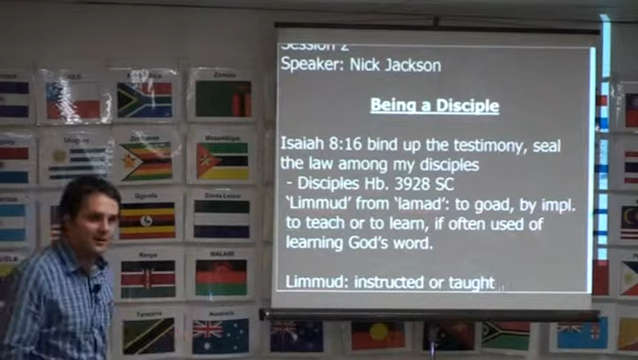 Session 2
Speaker: Nick Jackson
Being a Disciple
Isaiah 8:16 bind up the testimony, seal
the law among my disciples
- Disciples Hb. 3928 SC
‘Limmud’ from ‘lamad’: to goad, by impl.
to teach or to learn, if often used of
learning God's word.
Limmud: instructed or taught
Zambia
Zimbabwe
Mozambique
Uruguay
Uganda
Sierra Leone
Kenya
MALAWI
Tanzania
Australia